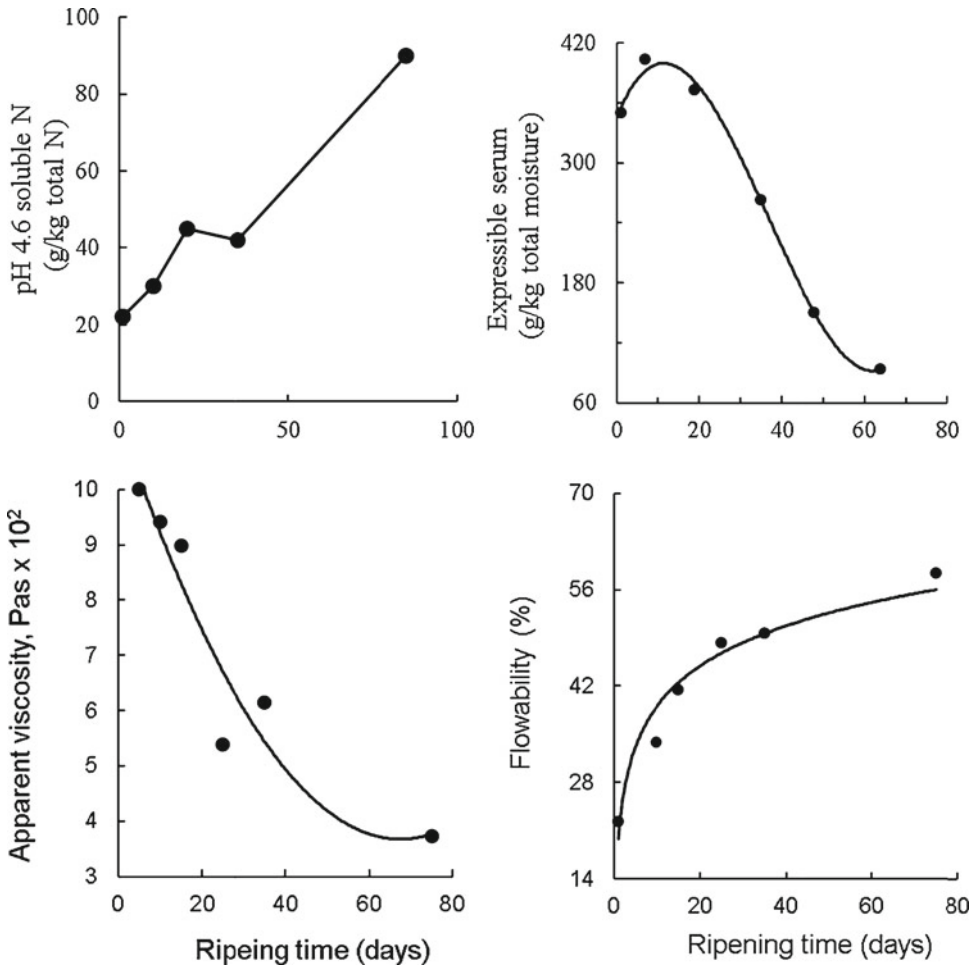 pH 4.6 soluble N
(g/kg total N)
100
80
60
40
20
0
0 50 100
Expressible serum
(g/kg total moisture)
420
300
180
60
0 20 40 60 80
Apparent viscosity, Pas x 10²
10
9
8
7
6
5
4
3
0 20 40 60 80
Ripeing time (days)
Flowability (%)
70
56
42
28
14
0 20 40 60 80
Ripening time (days)